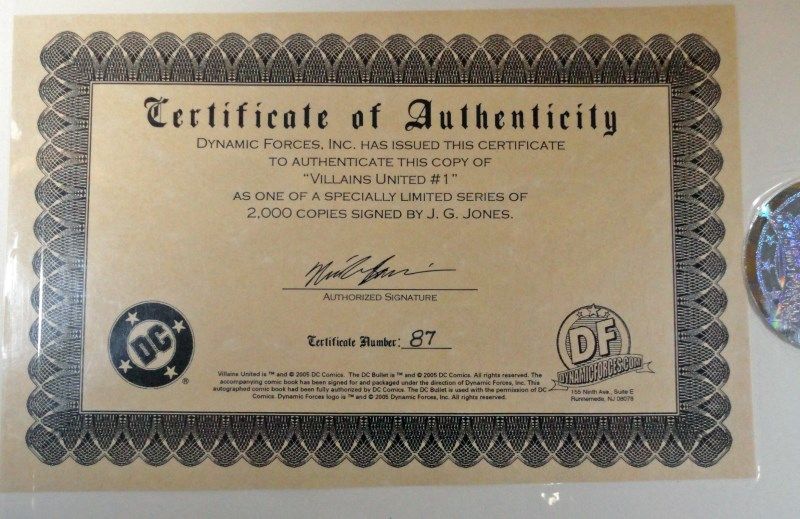 Certificate of Authenticity
DYNAMIC FORCES, INC. HAS ISSUED THIS CERTIFICATE
TO AUTHENTICATE THIS COPY OF
"VILLAINS UNITED #1"
AS ONE OF A SPECIALLY LIMITED SERIES OF
2,000 COPIES SIGNED BY J. G. JONES.
AUTHORIZED SIGNATURE
Certificate Number: 87
DC
®
DF
DYNAMICFORCES.COM
155 Ninth Ave., Suite E
Runnemede, NJ 08078
Villains United is ™ and © 2005 DC Comics. The DC Bullet is ™ and © 2005 DC Comics. All rights reserved. The
accompanying comic book has been signed for and packaged under the direction of Dynamic Forces, Inc. This
autographed comic book had been fully authorized by DC Comics. The DC Bullet is used with the permission of DC
Comics. Dynamic Forces logo is ™ and © 2005 Dynamic Forces, Inc. All rights reserved.